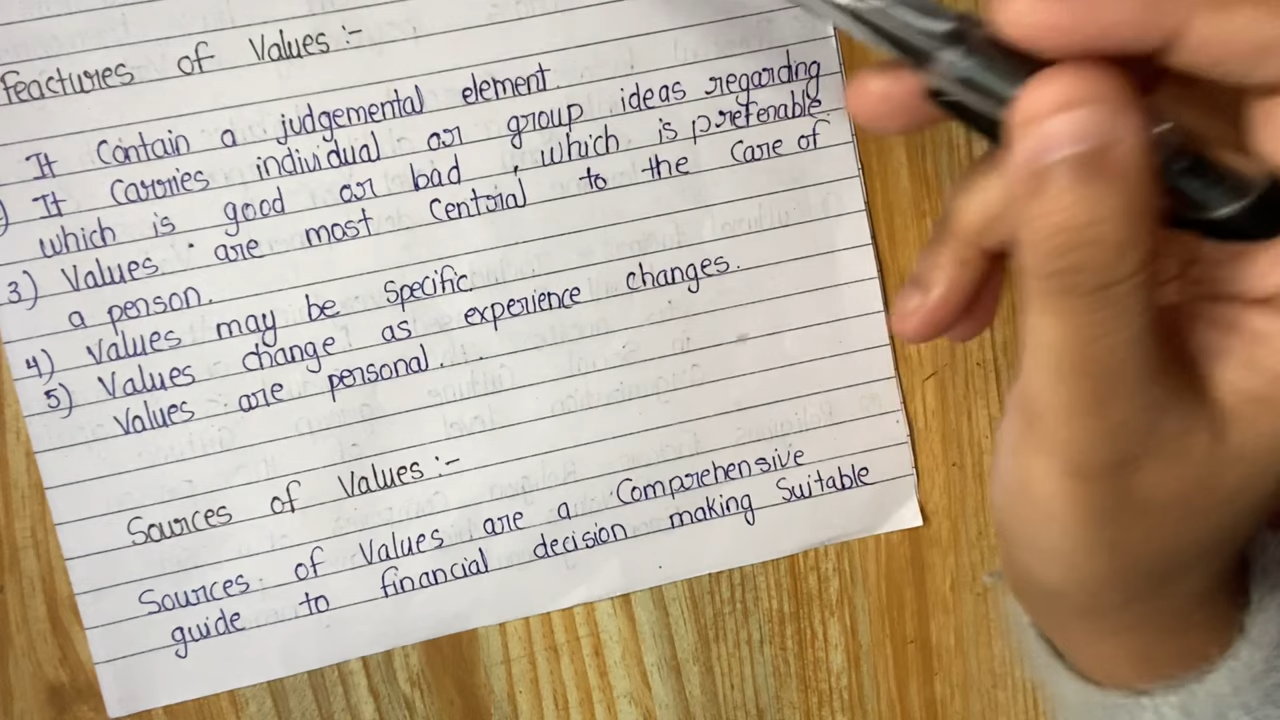 Feactures of Values :-
It Contain a judgemental element.
) It Carries individual or group ideas regarding
which is good or bad, which is preferable.
3) Values are most Central to the Care of
a person.
4) Values may be Specific.
5) Values change as experience changes.
Values are personal.
Sources of Values :-
Sources of Values are a Comprehensive
guide to financial decision making Suitable